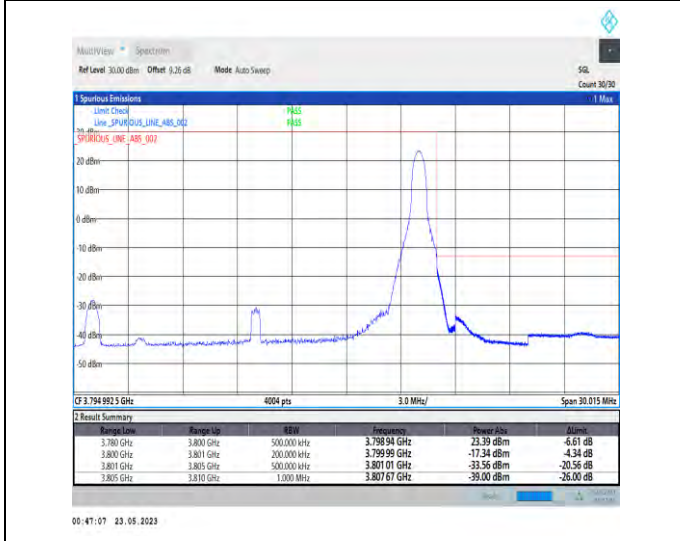 MultiView Spectrum
Ref Level 30.00 dBm Offset 9.26 dB Mode Auto Sweep SGL
Count 30/30
1 Spurious Emissions 1 Max
Limit Check PASS
Line _SPURIOUS_LINE_ABS_002 PASS
_SPURIOUS_LINE_ABS_002
20 dBm
10 dBm
0 dBm
-10 dBm
-20 dBm
-30 dBm
-40 dBm
-50 dBm
CF 3.794 992 5 GHz 4004 pts 3.0 MHz/ Span 30.015 MHz
2 Result Summary
Range Low Range Up RBW Frequency Power Abs ΔLimit
3.780 GHz 3.800 GHz 500.000 kHz 3.798 94 GHz 23.39 dBm -6.61 dB
3.800 GHz 3.801 GHz 200.000 kHz 3.799 99 GHz -17.34 dBm -4.34 dB
3.801 GHz 3.805 GHz 500.000 kHz 3.801 01 GHz -33.56 dBm -20.56 dB
3.805 GHz 3.810 GHz 1.000 MHz 3.807 67 GHz -39.00 dBm -26.00 dB
00:47:07 23.05.2023